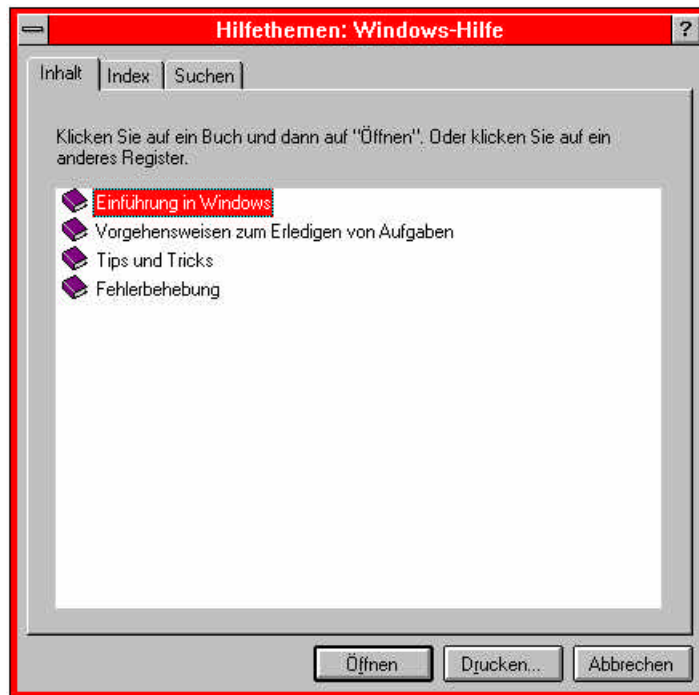 Hilfethemen: Windows-Hilfe ?
Inhalt Index Suchen
Klicken Sie auf ein Buch und dann auf "Öffnen". Oder klicken Sie auf ein
anderes Register.
Einführung in Windows
Vorgehensweisen zum Erledigen von Aufgaben
Tips und Tricks
Fehlerbehebung
Öffnen Drucken... Abbrechen